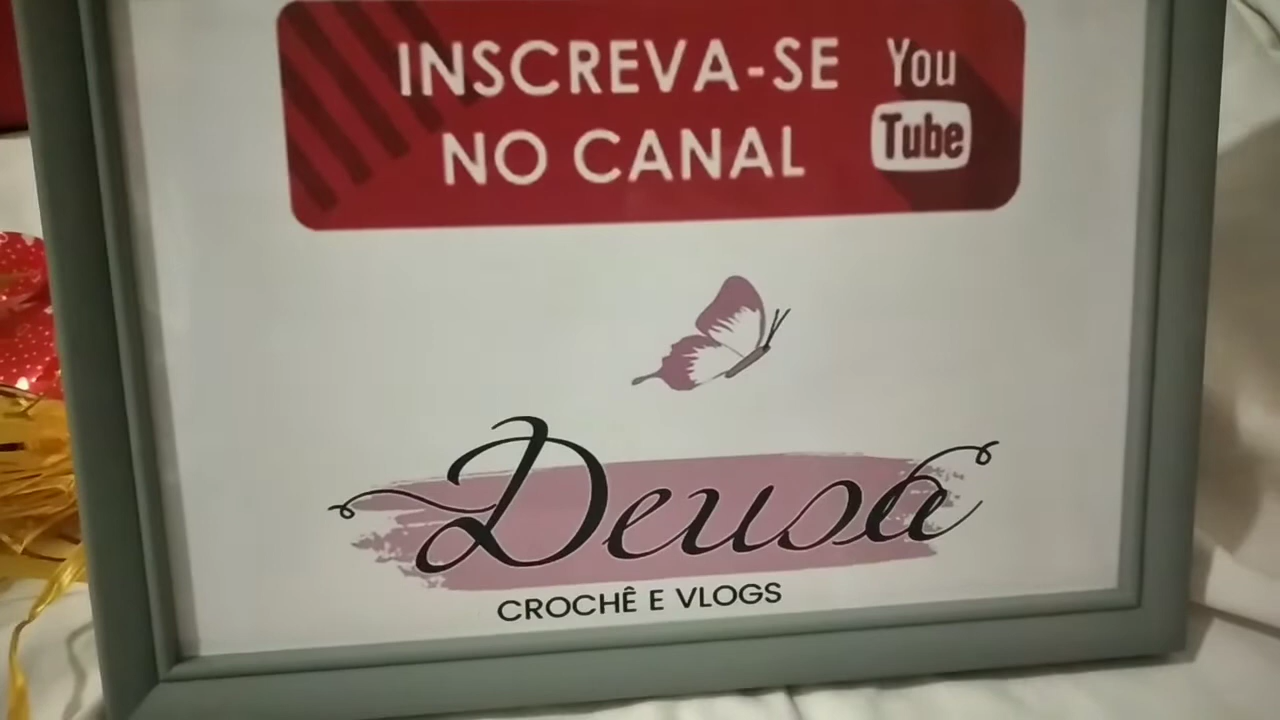 INSCREVA-SE
NO CANAL
You
Tube
Deusa
CROCHÊ E VLOGS